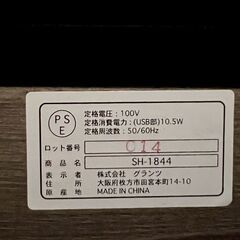 PSE
定格電圧：100V
定格消費電力：(USB部)10.5W
定格周波数：50/60Hz
ロット番号 014
商品名 SH-1844
表示者 株式会社 グランツ
住所 大阪府枚方市田宮本町14-10
原産地 MADE IN CHINA